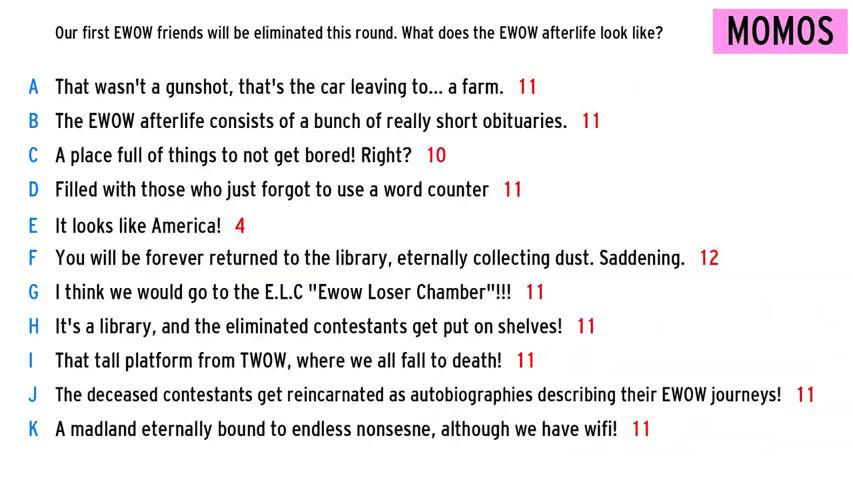 Our first EWOW friends will be eliminated this round. What does the EWOW afterlife look like?
MOMOS
A That wasn't a gunshot, that's the car leaving to... a farm. 11
B The EWOW afterlife consists of a bunch of really short obituaries. 11
C A place full of things to not get bored! Right? 10
D Filled with those who just forgot to use a word counter 11
E It looks like America! 4
F You will be forever returned to the library, eternally collecting dust. Saddening. 12
G I think we would go to the E.L.C "Ewow Loser Chamber"!!! 11
H It's a library, and the eliminated contestants get put on shelves! 11
I That tall platform from TWOW, where we all fall to death! 11
J The deceased contestants get reincarnated as autobiographies describing their EWOW journeys! 11
K A madland eternally bound to endless nonsesne, although we have wifi! 11